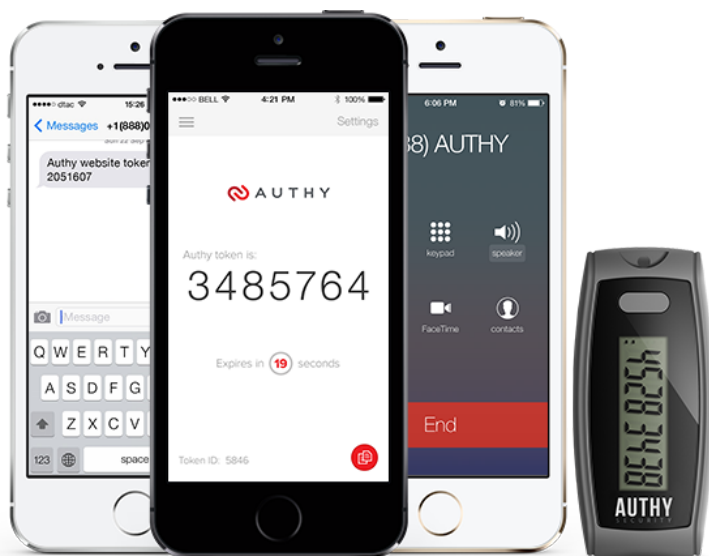 dtac 15:26
Messages +1(888)0
Authy website token
2051607
Message
Q W E R T Y
A S D F G
Z X C V
123 space
BELL 4:21 PM 100%
Settings
AUTHY
Authy token is:
3485764
Expires in 19 seconds
Token ID: 5846
6:06 PM 81%
38) AUTHY
keypad speaker
FaceTime contacts
End
AUTHY
SECURITY